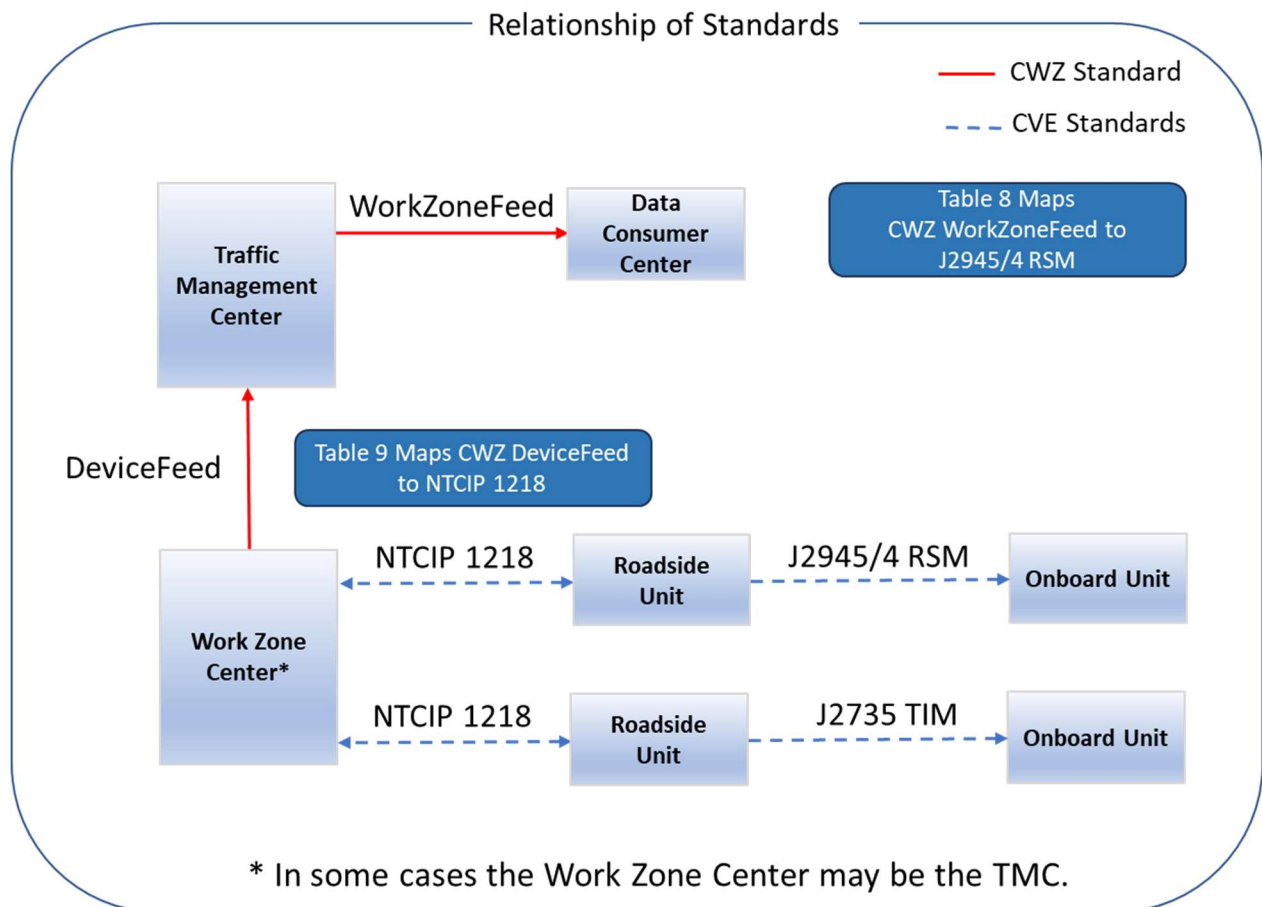 Relationship of Standards
CWZ Standard
CVE Standards
WorkZoneFeed
Traffic
Management
Center
Data
Consumer
Center
Table 8 Maps
CWZ WorkZoneFeed to
J2945/4 RSM
DeviceFeed
Table 9 Maps CWZ DeviceFeed
to NTCIP 1218
Work Zone
Center*
NTCIP 1218
Roadside
Unit
J2945/4 RSM
Onboard Unit
NTCIP 1218
Roadside
Unit
J2735 TIM
Onboard Unit
* In some cases the Work Zone Center may be the TMC.